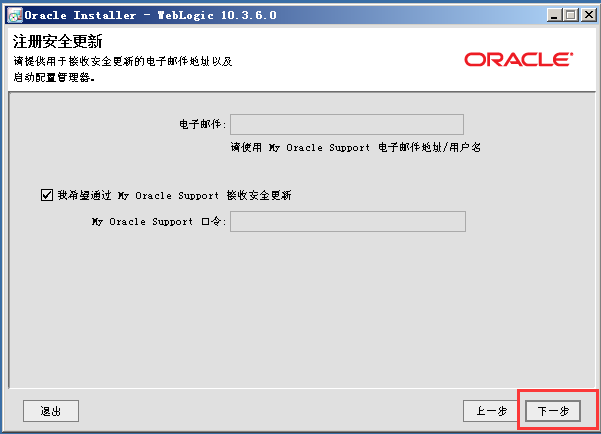 Oracle Installer - WebLogic 10.3.6.0
注册安全更新
请提供用于接收安全更新的电子邮件地址以及
启动配置管理器。
ORACLE
电子邮件:
请使用 My Oracle Support 电子邮件地址/用户名
我希望通过 My Oracle Support 接收安全更新
My Oracle Support 口令:
退出
上一步
下一步